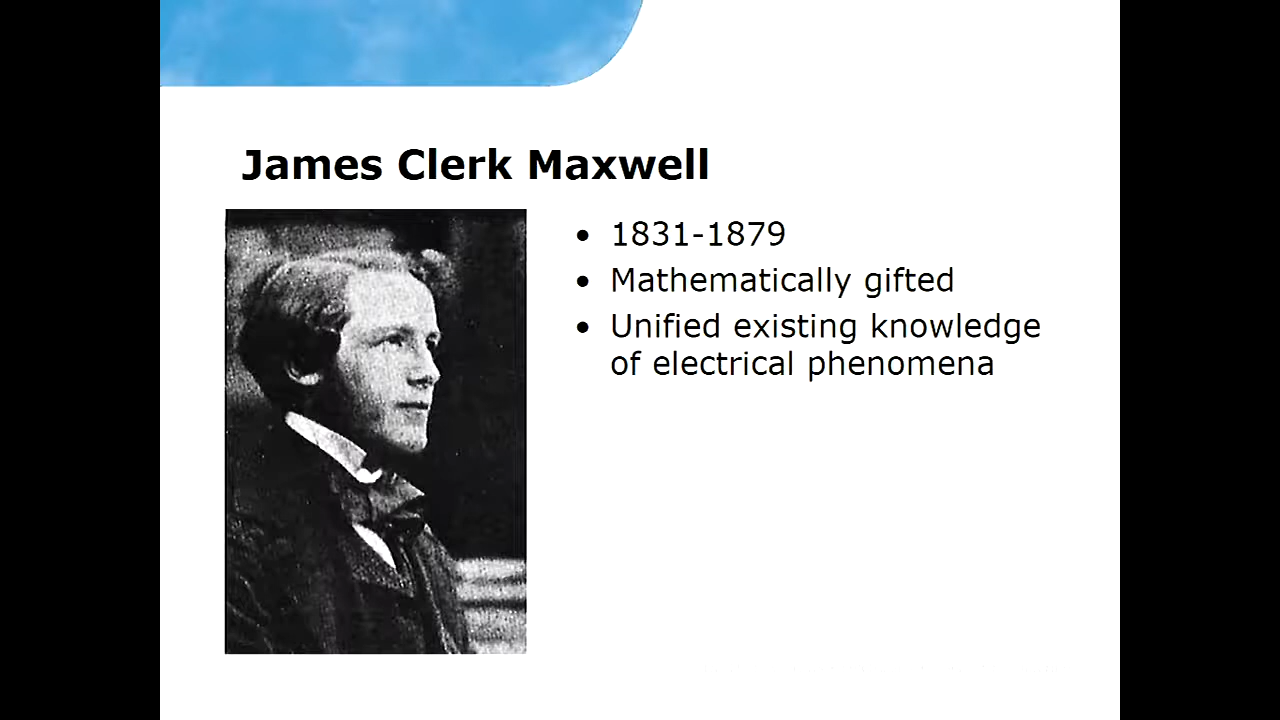 James Clerk Maxwell
• 1831-1879
• Mathematically gifted
• Unified existing knowledge
of electrical phenomena